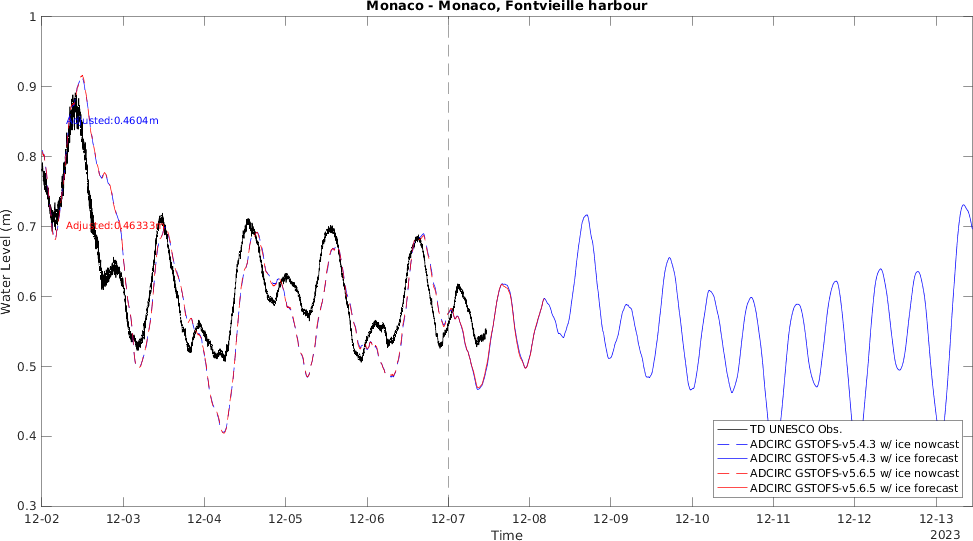 Monaco - Monaco, Fontvieille harbour
Water Level (m)
1
0.9
0.8
0.7
0.6
0.5
0.4
0.3
Adjusted:0.4604m
Adjusted:0.46333m
TD UNESCO Obs.
ADCIRC GSTOFS-v5.4.3 w/ ice nowcast
ADCIRC GSTOFS-v5.4.3 w/ ice forecast
ADCIRC GSTOFS-v5.6.5 w/ ice nowcast
ADCIRC GSTOFS-v5.6.5 w/ ice forecast
12-02 12-03 12-04 12-05 12-06 12-07 12-08 12-09 12-10 12-11 12-12 12-13
Time
2023